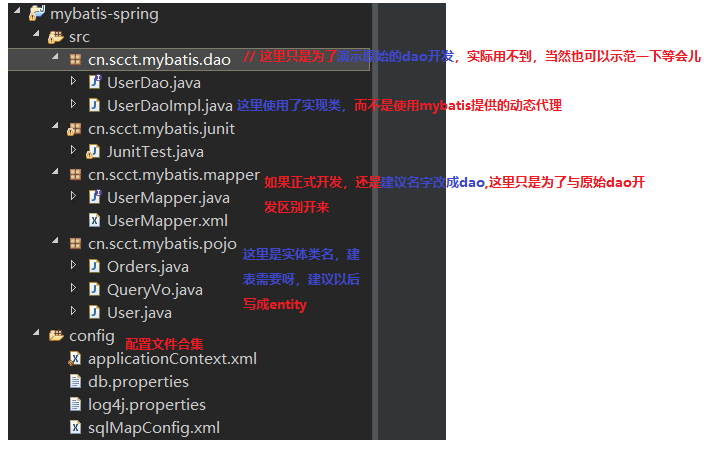 mybatis-spring
src
cn.scct.mybatis.dao // 这里只是为了演示原始的dao开发，实际用不到，当然也可以示范一下等会儿
UserDao.java
UserDaoImpl.java 这里使用了实现类，而不是使用mybatis提供的动态代理
cn.scct.mybatis.junit
JunitTest.java
cn.scct.mybatis.mapper
如果正式开发，还是建议名字改成dao,这里只是为了与原始dao开
UserMapper.java
发区别开来
UserMapper.xml
cn.scct.mybatis.pojo
这里是实体类名，建
Orders.java
表需要呀，建议以后
QueryVo.java
写成entity
User.java
config
配置文件合集
applicationContext.xml
db.properties
log4j.properties
sqlMapConfig.xml